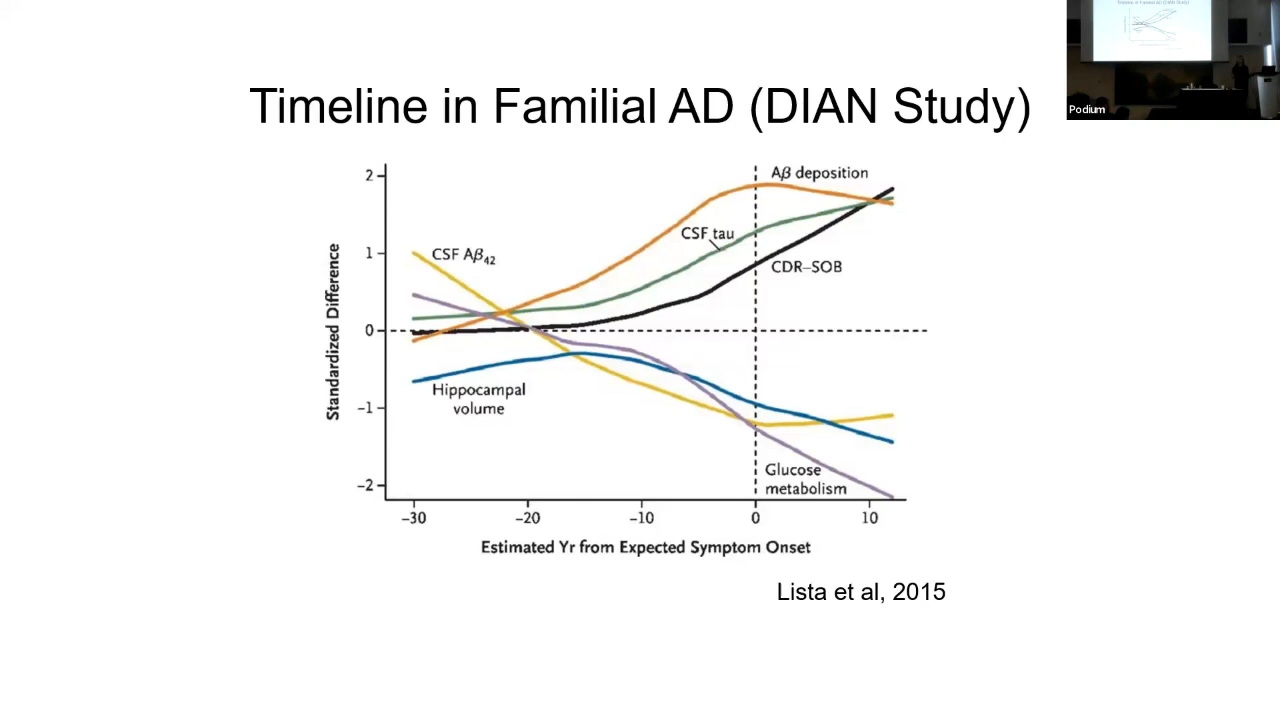 Timeline in Familial AD (DIAN Study)
Podium
2
1
0
−1
−2
Standardized Difference
Aβ deposition
CSF tau
CDR–SOB
CSF Aβ42
Hippocampal
volume
Glucose
metabolism
−30
−20
−10
0
10
Estimated Yr from Expected Symptom Onset
Lista et al, 2015